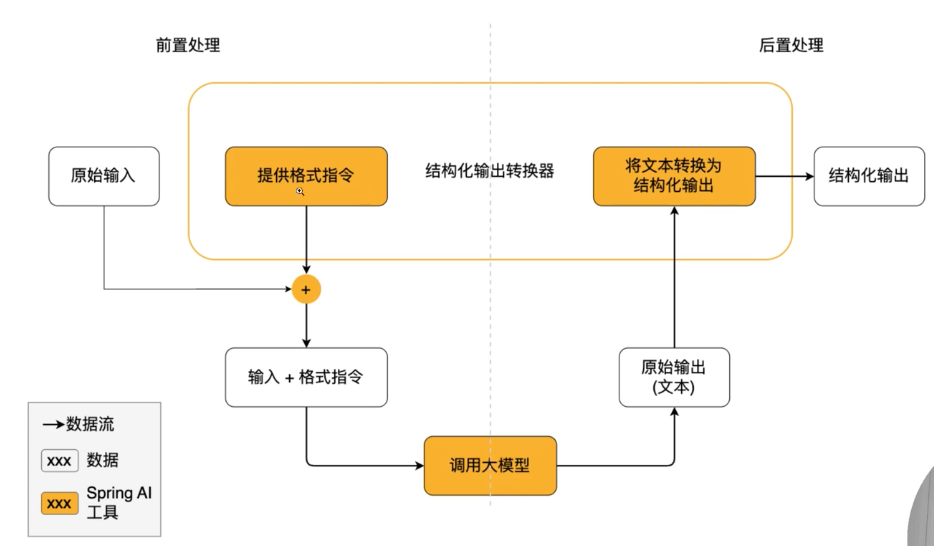 前置处理
后置处理
原始输入
提供格式指令
结构化输出转换器
将文本转换为
结构化输出
结构化输出
+
输入 + 格式指令
原始输出
(文本)
调用大模型
数据流
xxx 数据
xxx Spring AI
工具